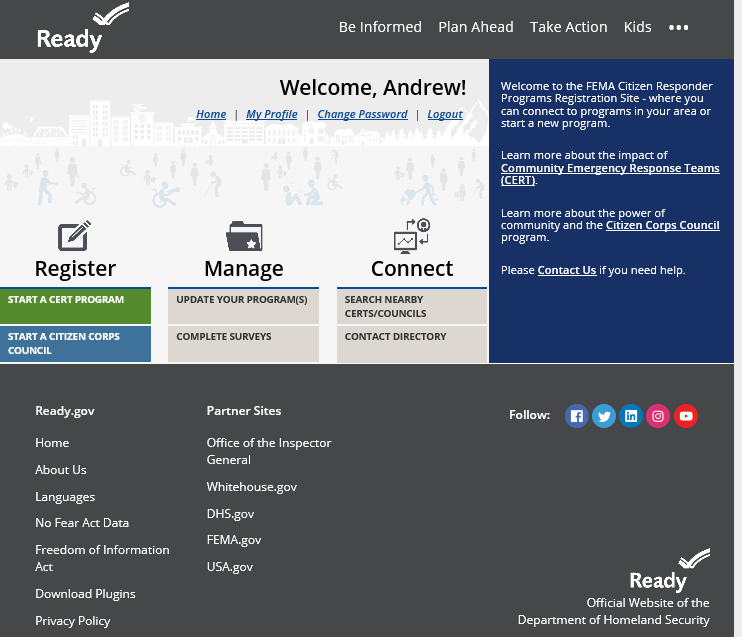 Ready
Be Informed Plan Ahead Take Action Kids •••
Welcome, Andrew!
Home | My Profile | Change Password | Logout
Register
START A CERT PROGRAM
START A CITIZEN CORPS
COUNCIL
Manage
UPDATE YOUR PROGRAM(S)
COMPLETE SURVEYS
Connect
SEARCH NEARBY
CERTS/COUNCILS
CONTACT DIRECTORY
Welcome to the FEMA Citizen Responder
Programs Registration Site - where you
can connect to programs in your area or
start a new program.
Learn more about the impact of
Community Emergency Response Teams
(CERT).
Learn more about the power of
community and the Citizen Corps Council
program.
Please Contact Us if you need help.
Ready.gov
Home
About Us
Languages
No Fear Act Data
Freedom of Information
Act
Download Plugins
Privacy Policy
Partner Sites
Office of the Inspector
General
Whitehouse.gov
DHS.gov
FEMA.gov
USA.gov
Follow:
Ready
Official Website of the
Department of Homeland Security